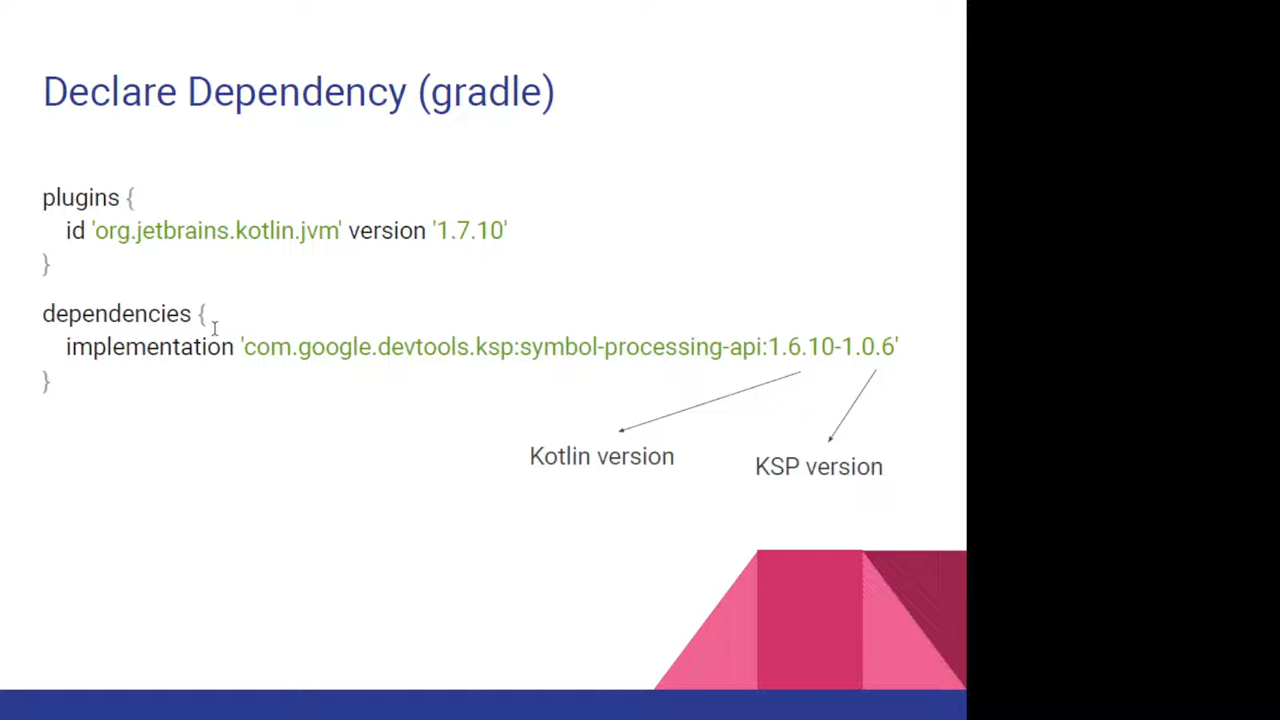 Declare Dependency (gradle)
plugins {
id 'org.jetbrains.kotlin.jvm' version '1.7.10'
}
dependencies {
implementation 'com.google.devtools.ksp:symbol-processing-api:1.6.10-1.0.6'
}
Kotlin version
KSP version